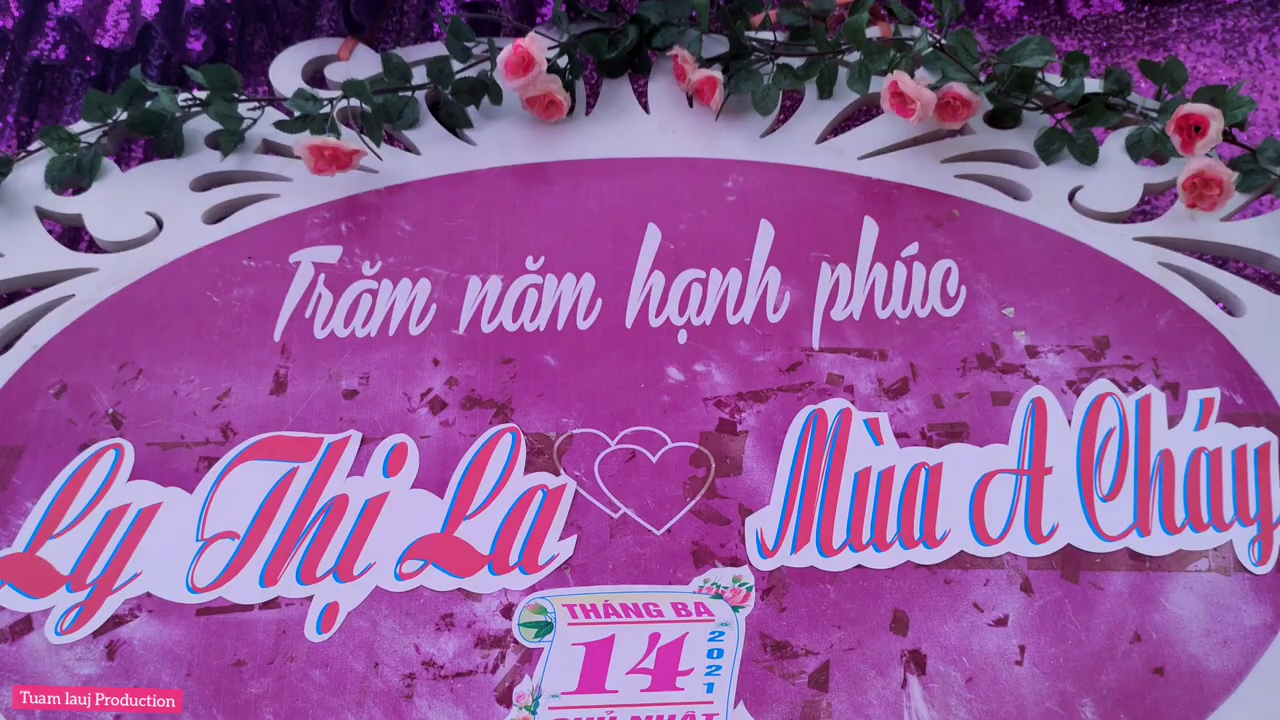 Trăm năm hạnh phúc
Ly Thị La
Mùa A Cháy
THÁNG BA
14
2021
CHỦ NHẬT
Tuam lauj Production